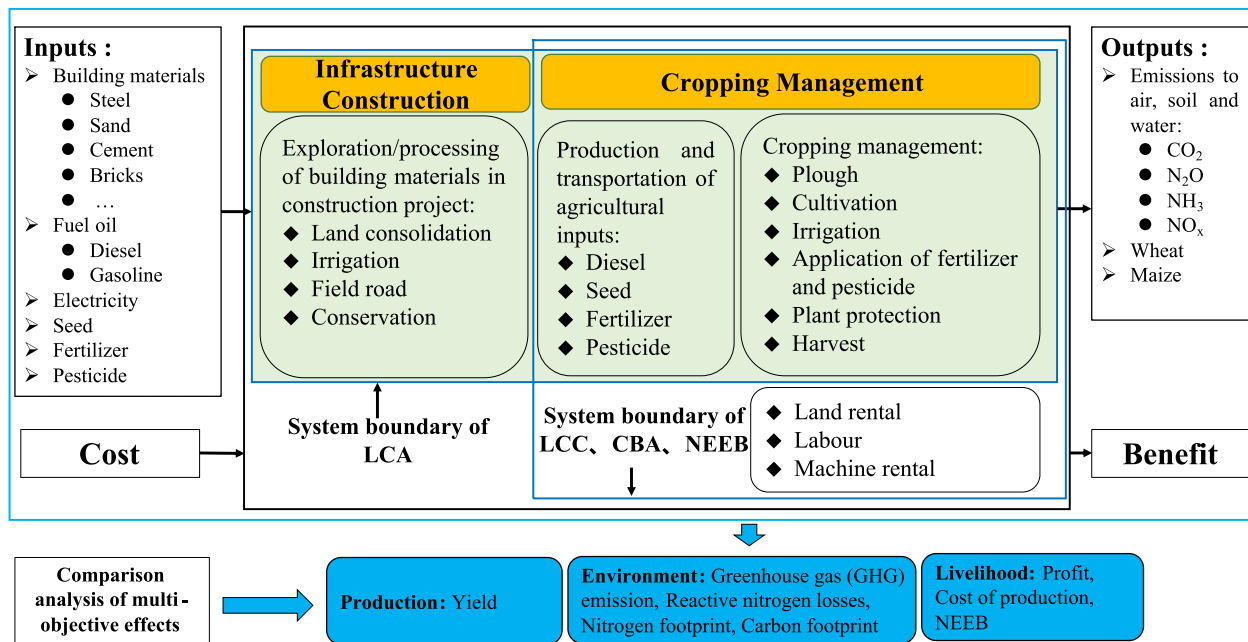 Inputs :
➢ Building materials
● Steel
● Sand
● Cement
● Bricks
● …
➢ Fuel oil
● Diesel
● Gasoline
➢ Electricity
➢ Seed
➢ Fertilizer
➢ Pesticide
Cost
Infrastructure
Construction
Exploration/processing
of building materials in
construction project:
◆ Land consolidation
◆ Irrigation
◆ Field road
◆ Conservation
System boundary of
LCA
Cropping Management
Production and
transportation of
agricultural
inputs:
◆ Diesel
◆ Seed
◆ Fertilizer
◆ Pesticide
Cropping management:
◆ Plough
◆ Cultivation
◆ Irrigation
◆ Application of fertilizer
and pesticide
◆ Plant protection
◆ Harvest
System boundary of
LCC、CBA、NEEB
◆ Land rental
◆ Labour
◆ Machine rental
Outputs :
➢ Emissions to
air, soil and
water:
● CO₂
● N₂O
● NH₃
● NOₓ
➢ Wheat
➢ Maize
Benefit
Comparison
analysis of multi-
objective effects
Production: Yield
Environment: Greenhouse gas (GHG)
emission, Reactive nitrogen losses,
Nitrogen footprint, Carbon footprint
Livelihood: Profit,
Cost of production,
NEEB